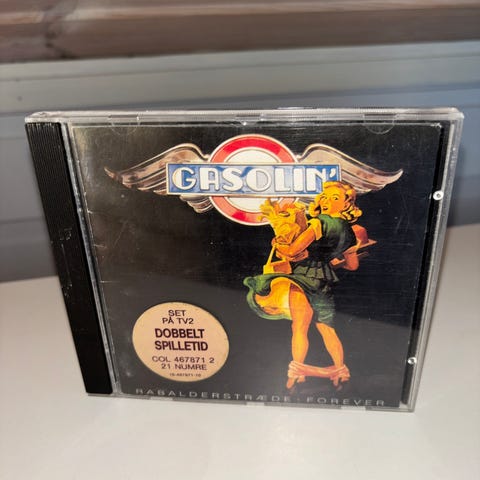 GASOLIN'
SET
PÅ TV2
DOBBELT
SPILLETID
COL 467871 2
21 NUMRE
RABALDERSTRÆDE · FOREVER